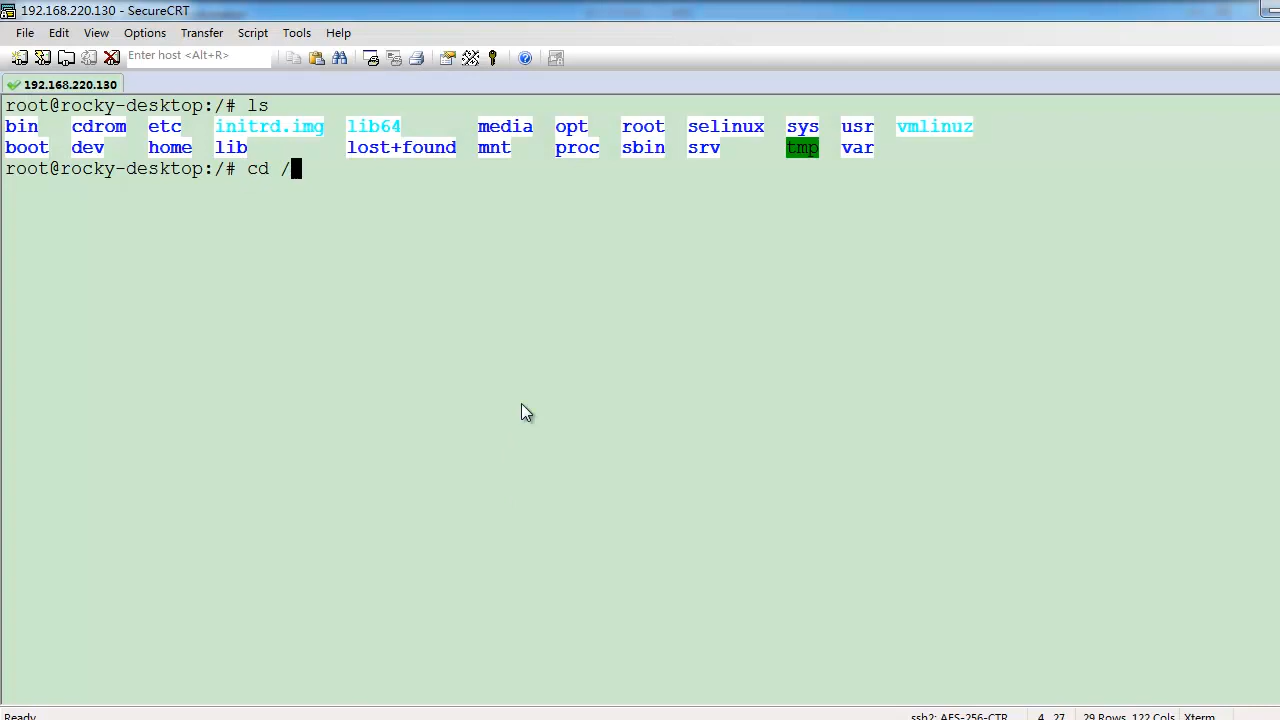 192.168.220.130 - SecureCRT
File Edit View Options Transfer Script Tools Help
Enter host <Alt+R>
192.168.220.130
root@rocky-desktop:/# ls
bin cdrom etc initrd.img lib64 media opt root selinux sys usr vmlinuz
boot dev home lib lost+found mnt proc sbin srv tmp var
root@rocky-desktop:/# cd /
Ready ssh2: AES-256-CTR 4, 27 29 Rows, 122 Cols Xterm